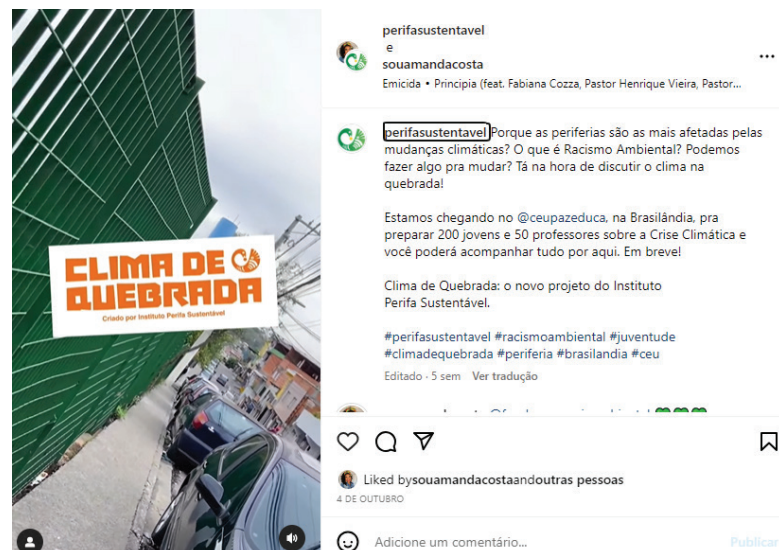 CLIMA DE
QUEBRADA
Criado por Instituto Perifa Sustentável
perifasustentavel
e
souamandacosta
Emicida • Principia (feat. Fabiana Cozza, Pastor Henrique Vieira, Pastor...
perifasustentavel Porque as periferias são as mais afetadas pelas
mudanças climáticas? O que é Racismo Ambiental? Podemos
fazer algo pra mudar? Tá na hora de discutir o clima na
quebrada!
Estamos chegando no @ceupazeduca, na Brasilândia, pra
preparar 200 jovens e 50 professores sobre a Crise Climática e
você poderá acompanhar tudo por aqui. Em breve!
Clima de Quebrada: o novo projeto do Instituto
Perifa Sustentável.
#perifasustentavel #racismoambiental #juventude
#climadequebrada #periferia #brasilandia #ceu
Editado · 5 sem Ver tradução
Liked by souamandacosta and outras pessoas
4 DE OUTUBRO
Adicione um comentário...
Publicar